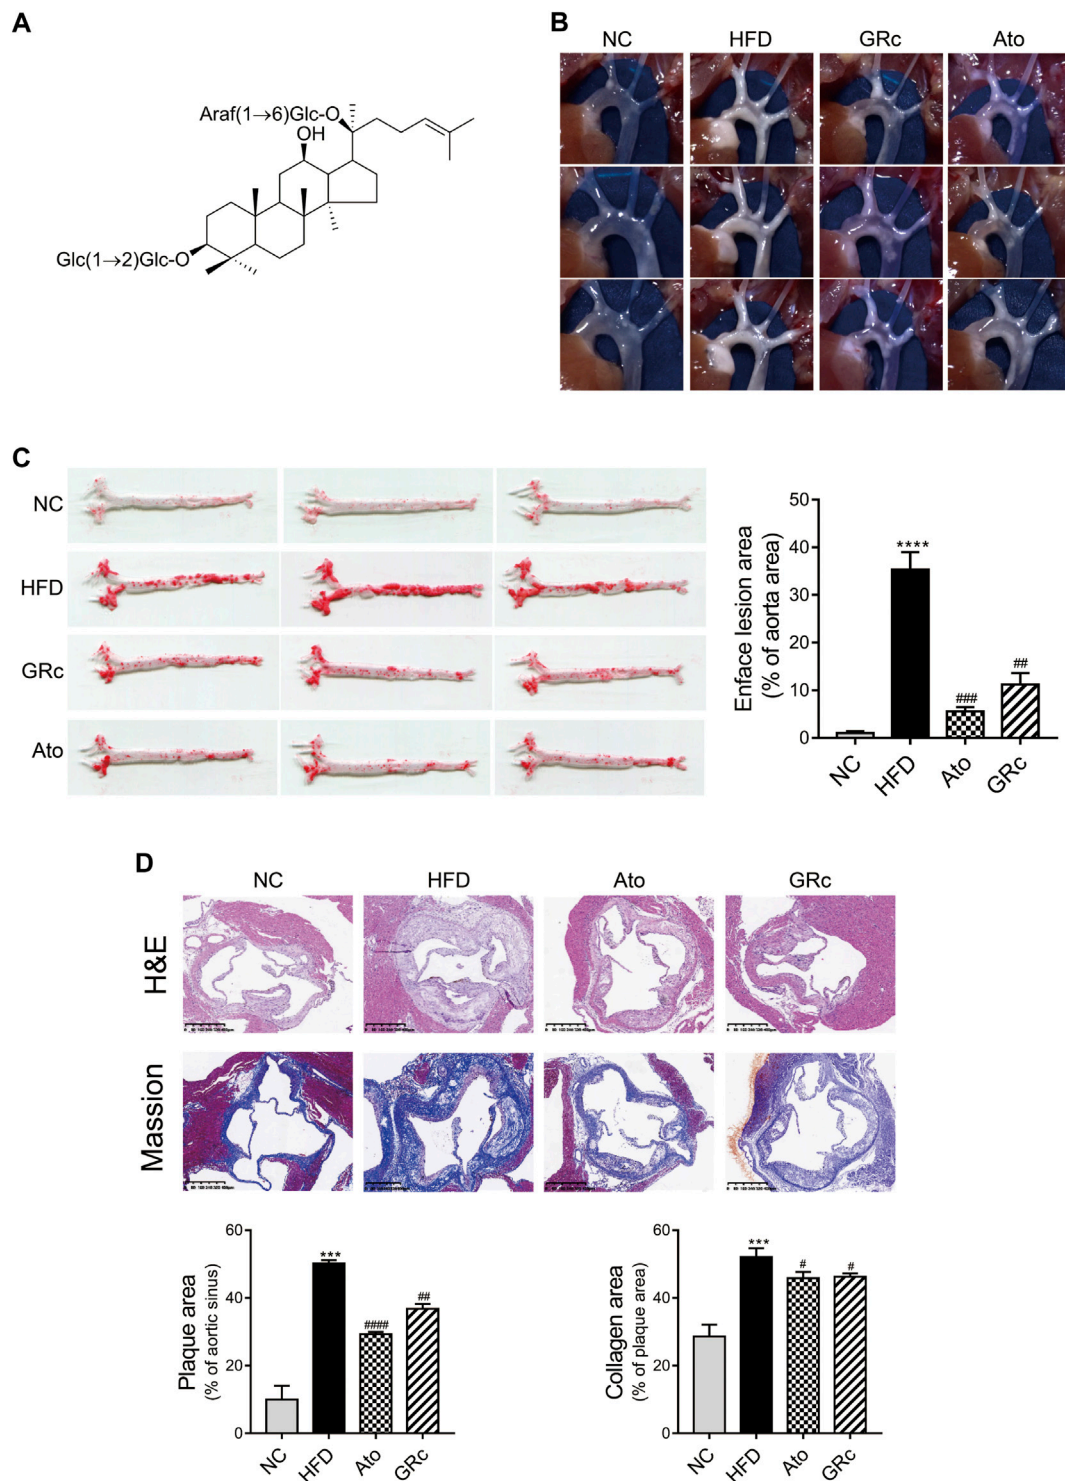 A
Araf(1→6)Glc-O
OH
Glc(1→2)Glc-O
B
NC HFD GRc Ato
C
NC
HFD
GRc
Ato
Enface lesion area
(% of aorta area)
50
40
30
20
10
0
****
###
##
NC HFD Ato GRc
D
NC HFD Ato GRc
H&E
Massion
Plaque area
(% of aortic sinus)
60
40
20
0
***
####
##
NC HFD Ato GRc
Collagen area
(% of plaque area)
60
40
20
0
***
#
#
NC HFD Ato GRc